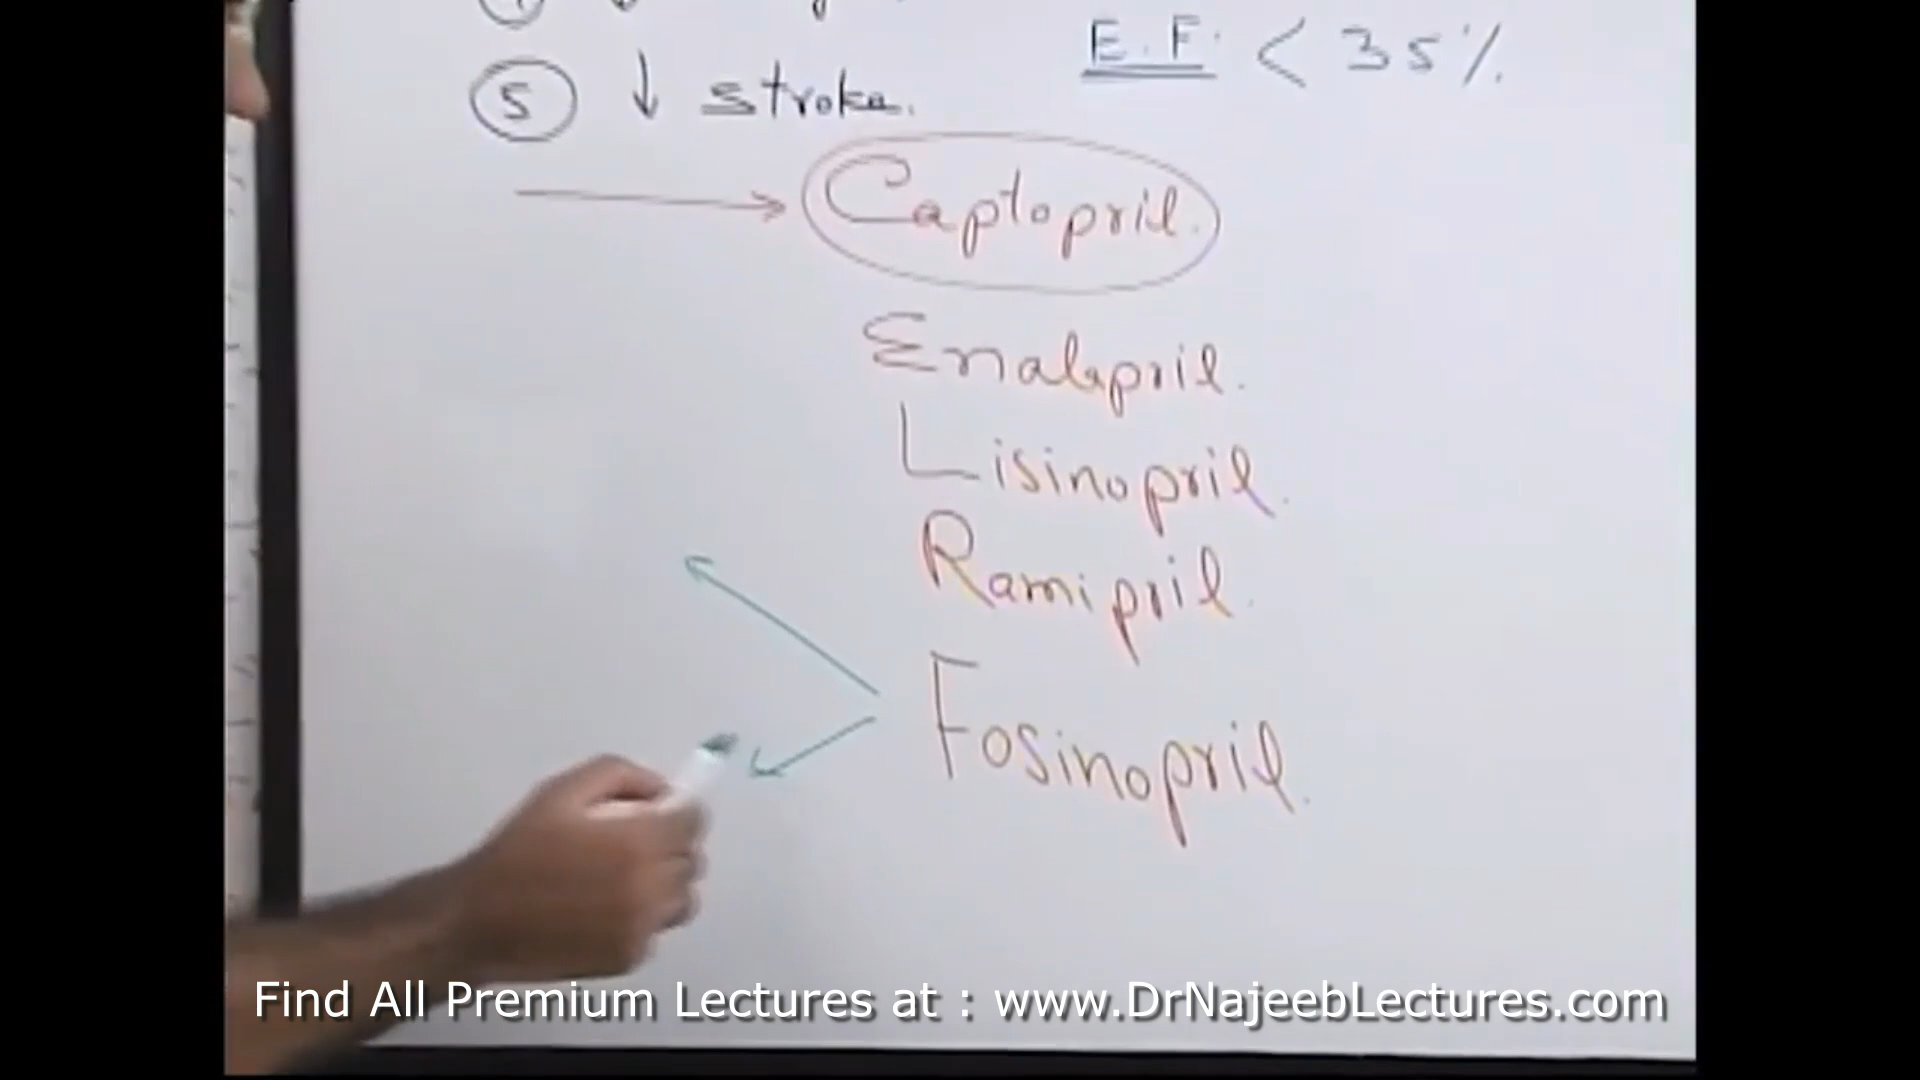 E.F. < 35%
5 ↓ stroke.
→ Captopril.
Enalapril.
Lisinopril.
Ramipril.
Fosinopril.
Find All Premium Lectures at : www.DrNajeebLectures.com